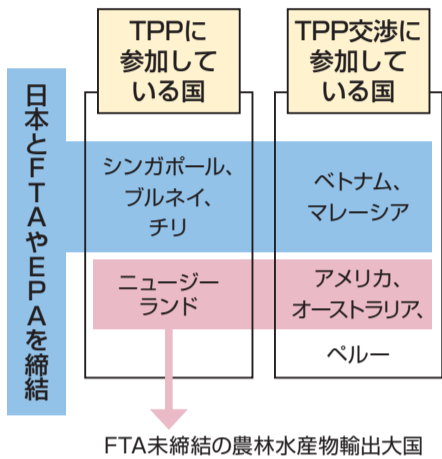 TPPに
参加して
いる国
TPP交渉に
参加して
いる国
日本とFTAやEPAを締結
シンガポール、
ブルネイ、
チリ
ベトナム、
マレーシア
ニュージー
ランド
アメリカ、
オーストラリア、
ペルー
FTA未締結の農林水産物輸出大国